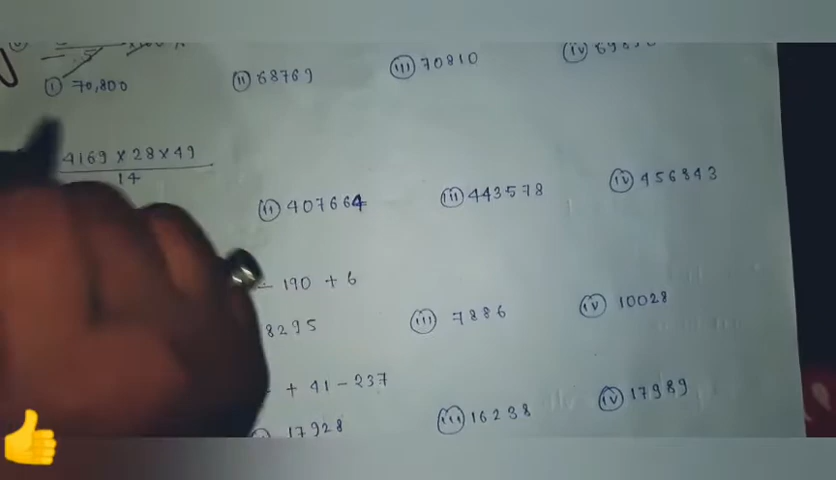 (i) 70,800 (ii) 68769 (iii) 70810 (iv)
4169 × 28 × 49
14
(ii) 407664 (iii) 443578 (iv) 456843
÷ 190 + 6
8295 (iii) 7886 (iv) 10028
+ 41 - 237
17928 (iii) 16238 (iv) 17989